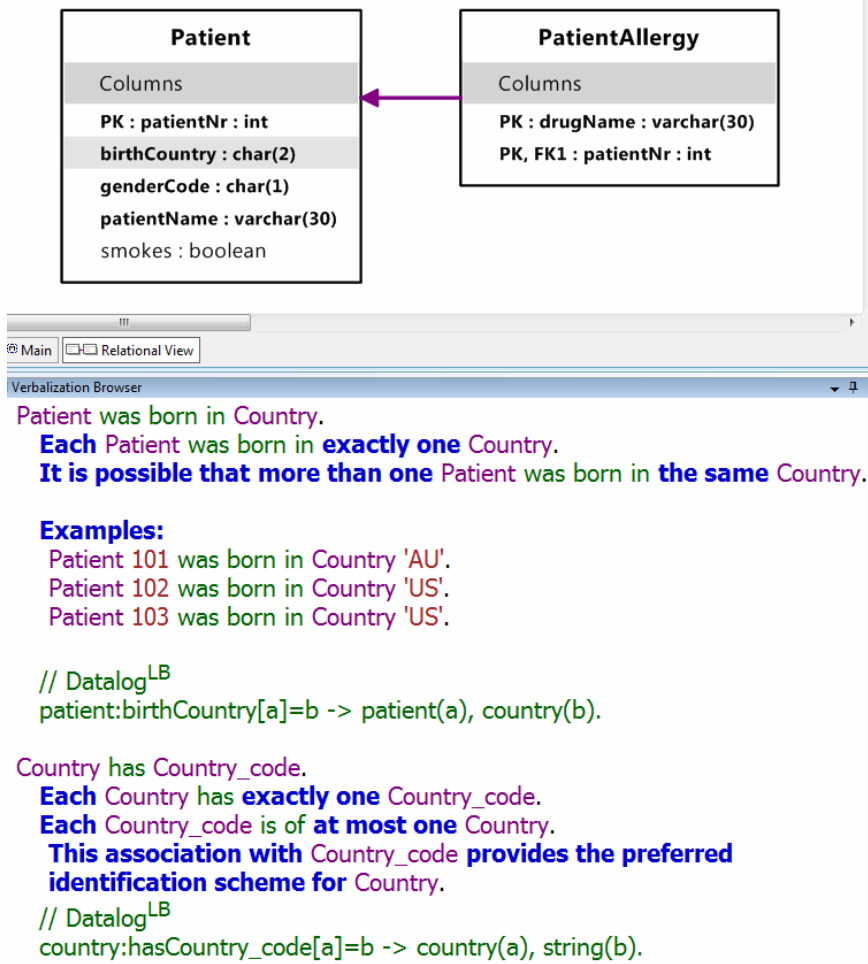 Patient
Columns
PK : patientNr : int
birthCountry : char(2)
genderCode : char(1)
patientName : varchar(30)
smokes : boolean
PatientAllergy
Columns
PK : drugName : varchar(30)
PK, FK1 : patientNr : int
Main Relational View
Verbalization Browser
Patient was born in Country.
Each Patient was born in exactly one Country.
It is possible that more than one Patient was born in the same Country.
Examples:
Patient 101 was born in Country 'AU'.
Patient 102 was born in Country 'US'.
Patient 103 was born in Country 'US'.
// DatalogLB
patient:birthCountry[a]=b -> patient(a), country(b).
Country has Country_code.
Each Country has exactly one Country_code.
Each Country_code is of at most one Country.
This association with Country_code provides the preferred
identification scheme for Country.
// DatalogLB
country:hasCountry_code[a]=b -> country(a), string(b).